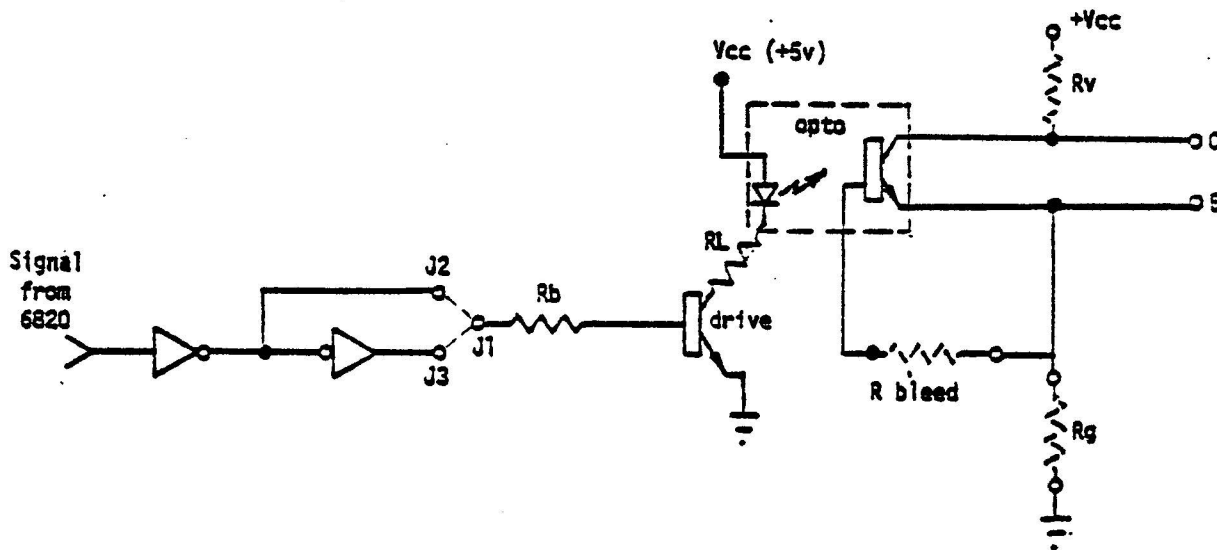 +Vcc
Vcc (+5v)
Rv
opto
C
E
RL
Signal
from
6820
J2
Rb
drive
J1
J3
R bleed
Rg